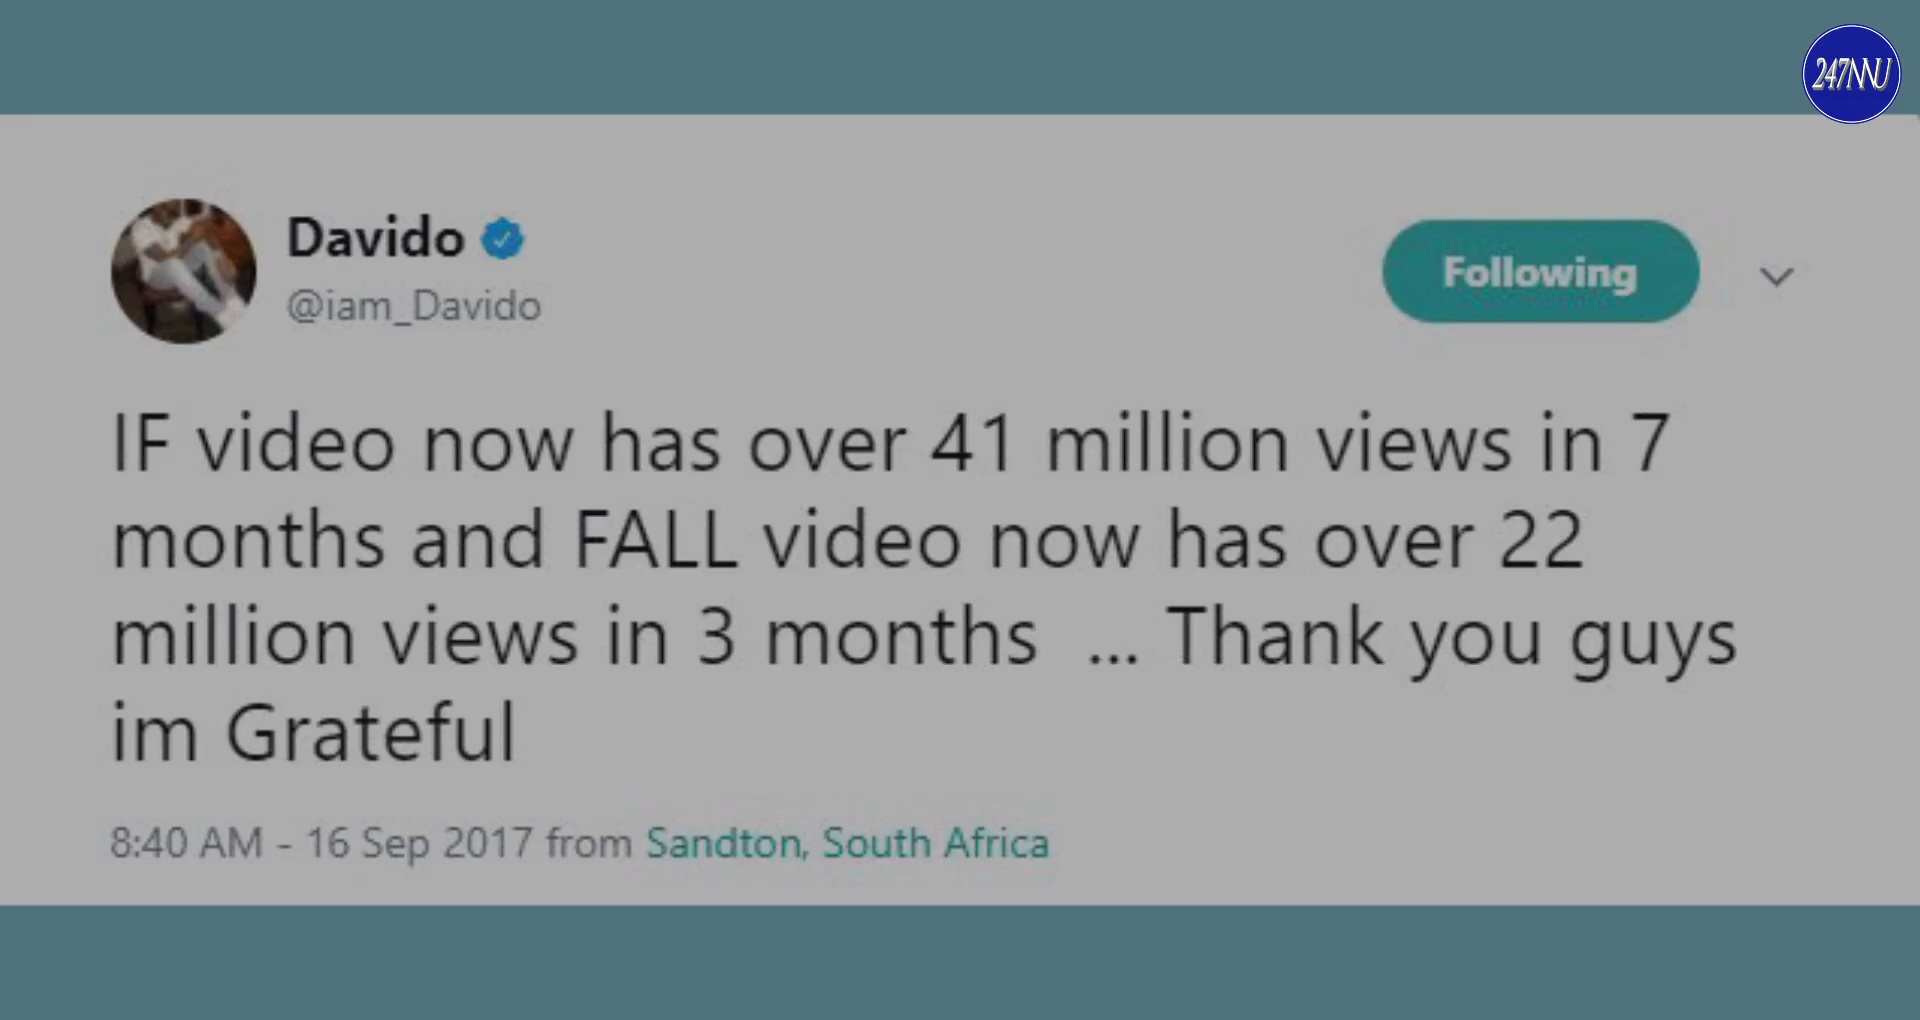 247NNU
Davido
@iam_Davido
Following
IF video now has over 41 million views in 7
months and FALL video now has over 22
million views in 3 months ... Thank you guys
im Grateful
8:40 AM - 16 Sep 2017 from Sandton, South Africa